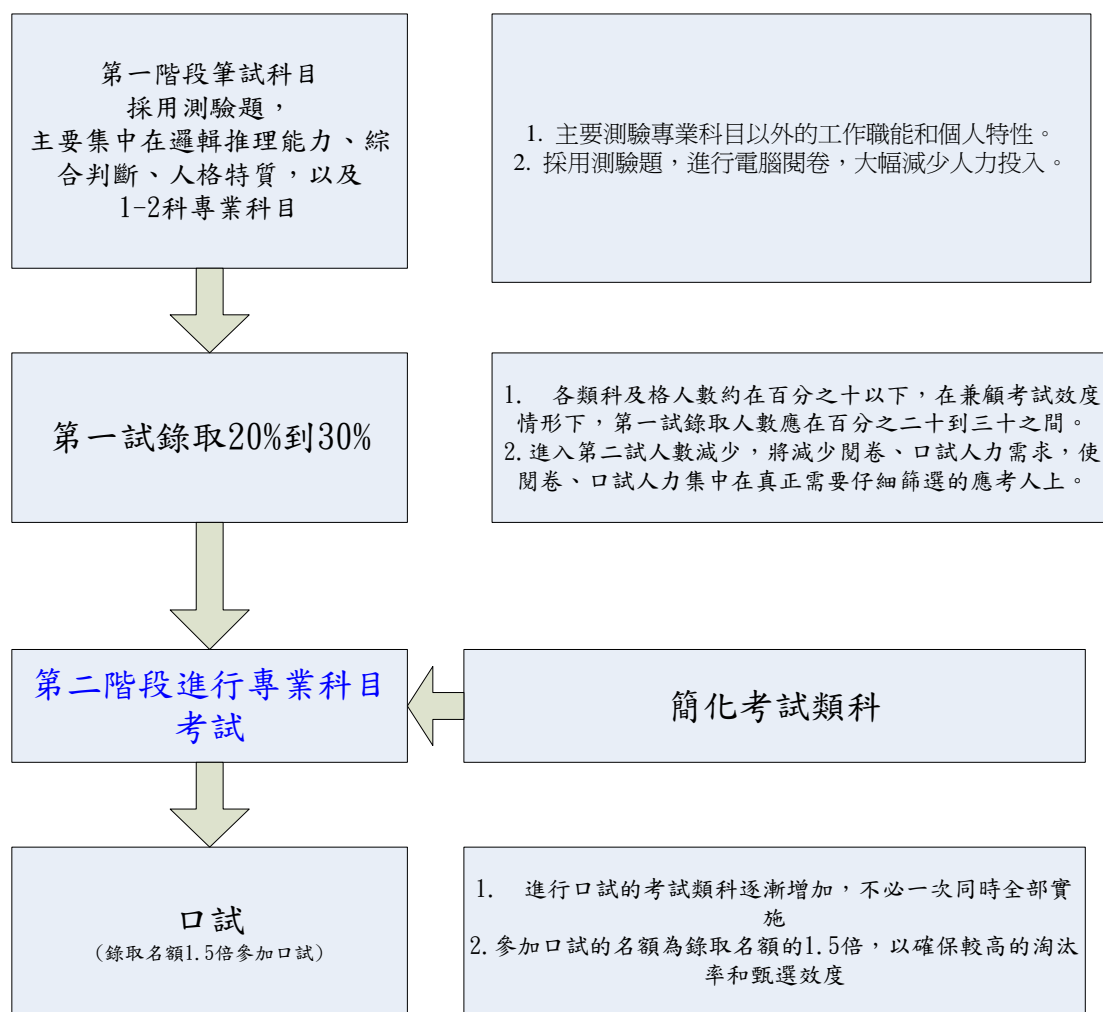 第一階段筆試科目
採用測驗題，
主要集中在邏輯推理能力、綜
合判斷、人格特質，以及
1-2科專業科目
1. 主要測驗專業科目以外的工作職能和個人特性。
2. 採用測驗題，進行電腦閱卷，大幅減少人力投入。
第一試錄取20%到30%
1. 各類科及格人數約在百分之十以下，在兼顧考試效度
情形下，第一試錄取人數應在百分之二十到三十之間。
2.進入第二試人數減少，將減少閱卷、口試人力需求，使
閱卷、口試人力集中在真正需要仔細篩選的應考人上。
第二階段進行專業科目
考試
簡化考試類科
口試
(錄取名額1.5倍參加口試)
1. 進行口試的考試類科逐漸增加，不必一次同時全部實
施
2.參加口試的名額為錄取名額的1.5倍，以確保較高的淘汰
率和甄選效度